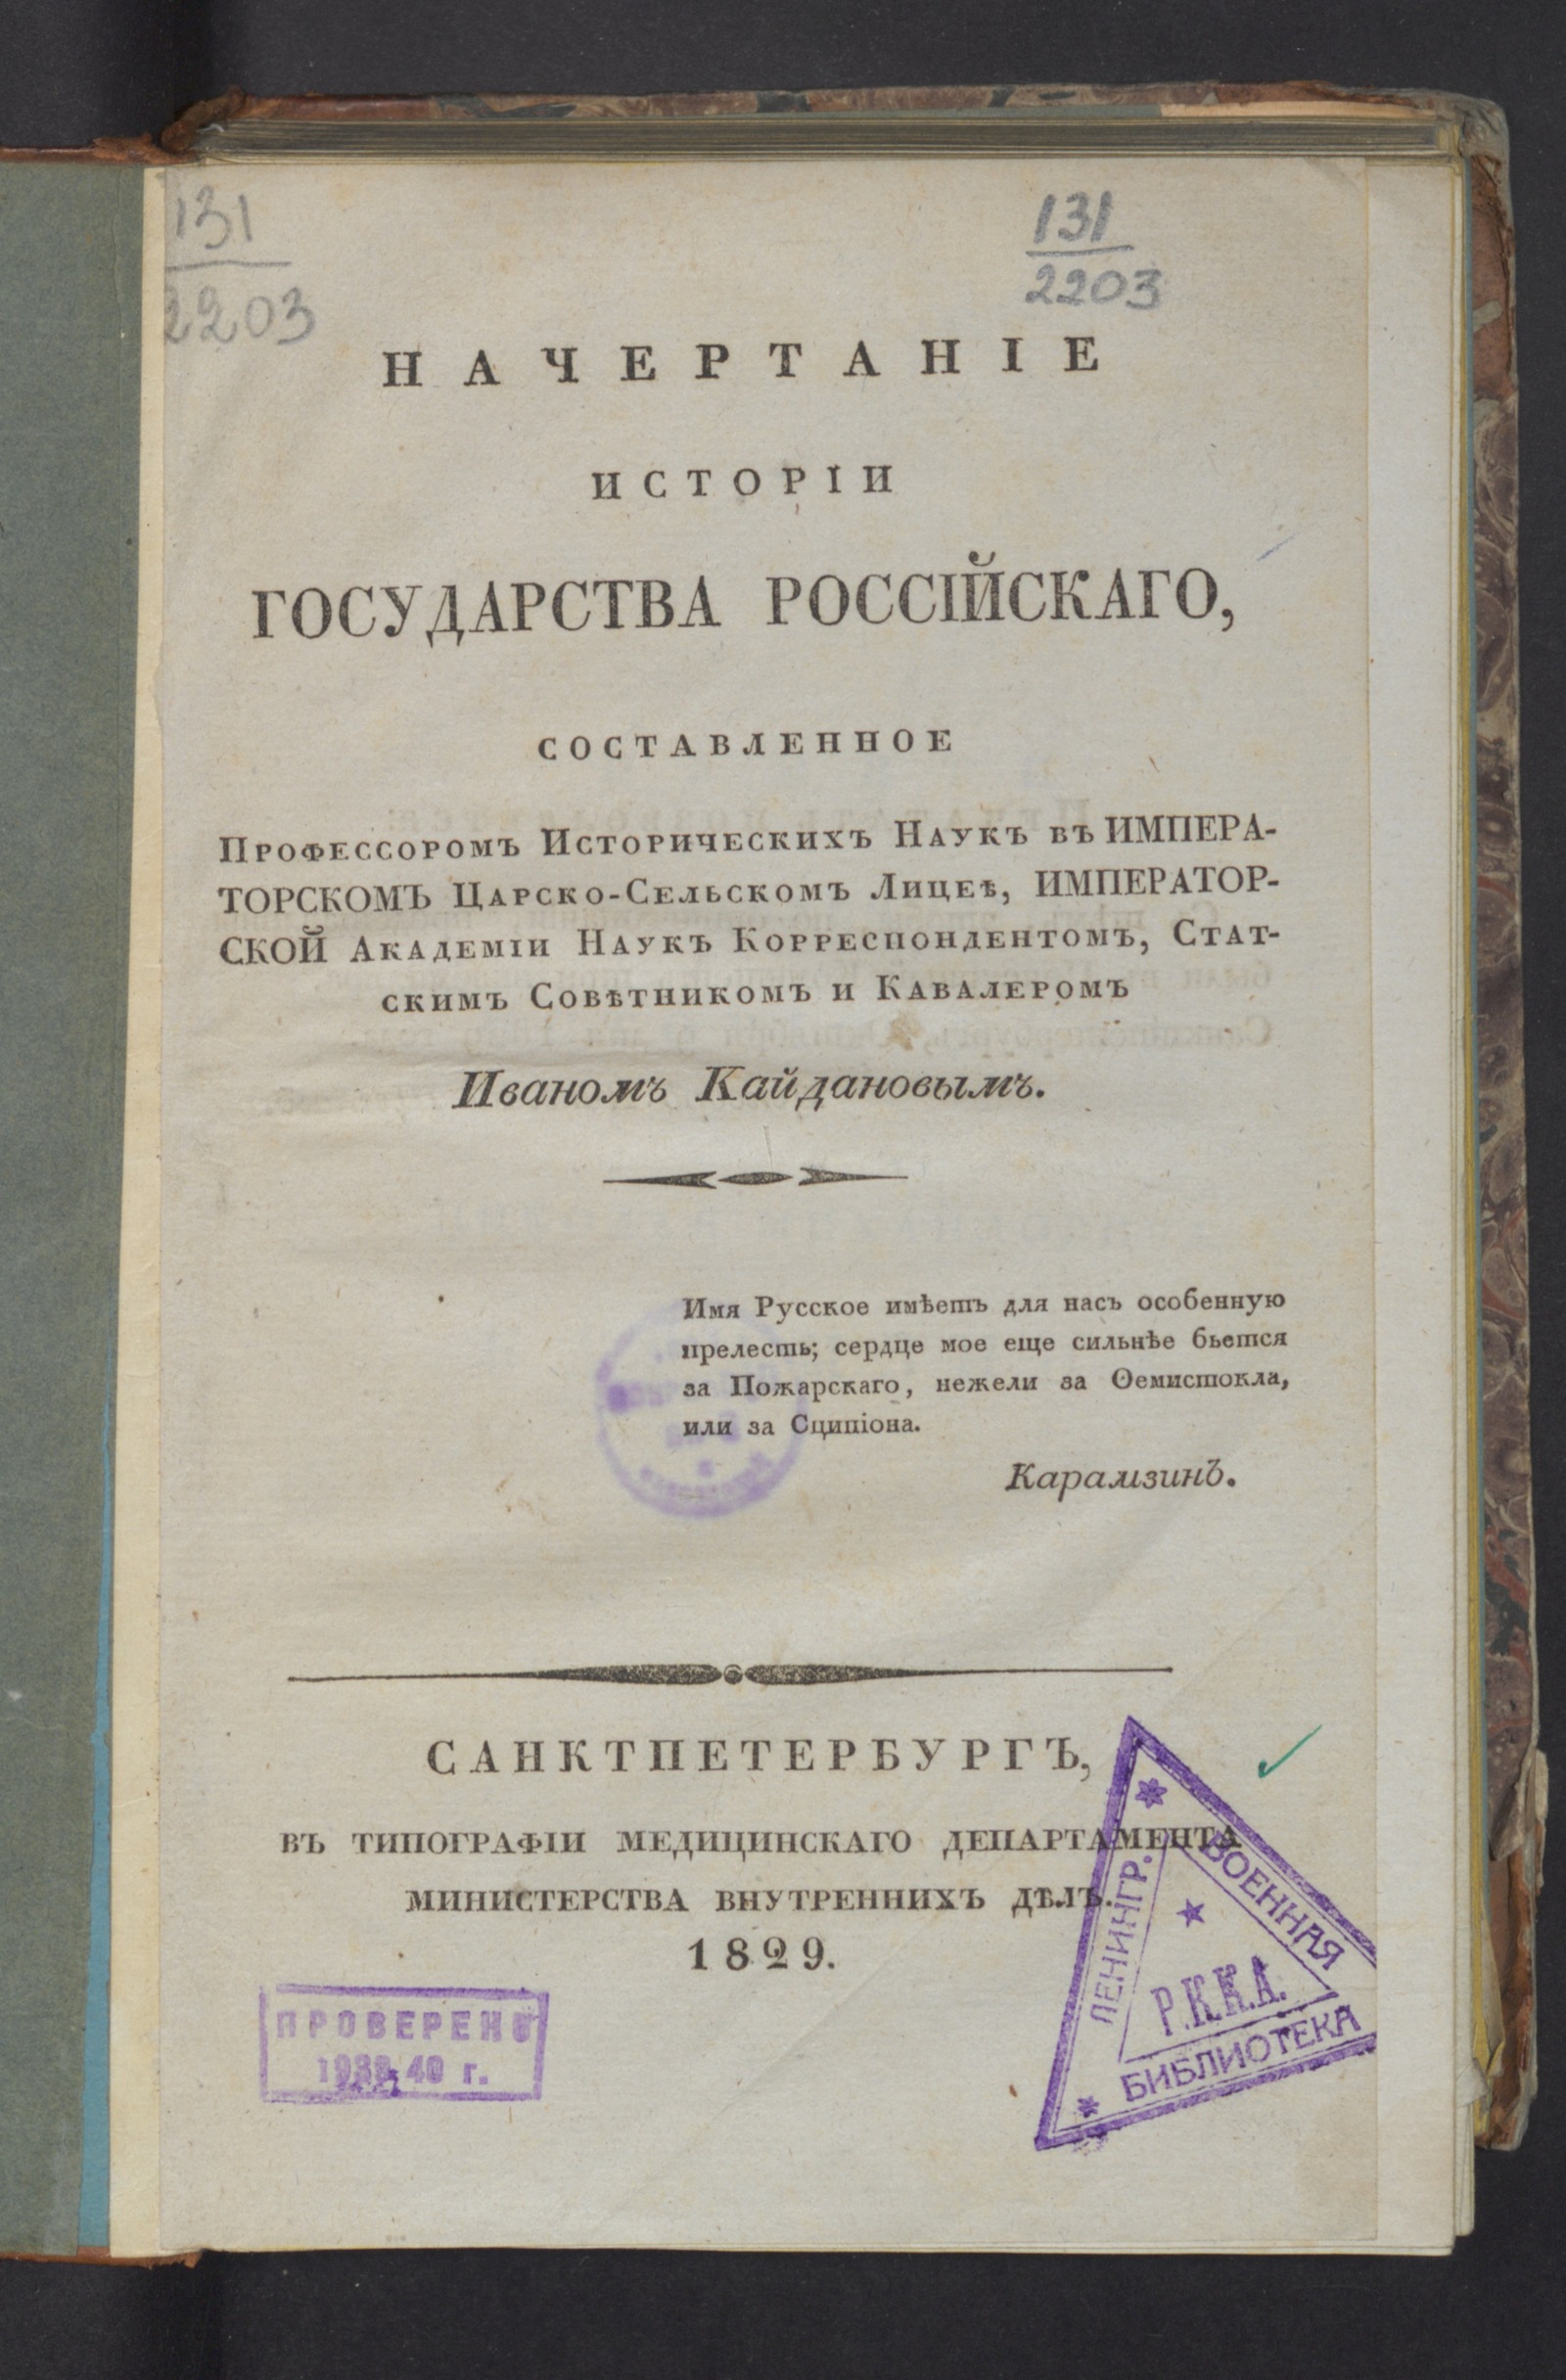 131
2203
131
2203
НАЧЕРТАНІЕ
ИСТОРІИ
ГОСУДАРСТВА РОССІЙСКАГО,
СОСТАВЛЕННОЕ
Профессоромъ Историческихъ Наукъ въ ИМПЕРА-
ТОРСКОМЪ Царско-Сельскомъ Лицеѣ, ИМПЕРАТОР-
СКОЙ Академіи Наукъ Корреспондентомъ, Стат-
скимъ Совѣтникомъ и Кавалеромъ
Иваномъ Кайдановымъ.
Имя Русское имѣетъ для насъ особенную
прелесть; сердце мое еще сильнѣе бьется
за Пожарскаго, нежели за Ѳемистокла,
или за Сципіона.
Карамзинъ.
САНКТПЕТЕРБУРГЪ,
ВЪ ТИПОГРАФІИ МЕДИЦИНСКАГО ДЕПАРТАМЕНТА
МИНИСТЕРСТВА ВНУТРЕННИХЪ ДѢЛЪ.
1829.
ПРОВЕРЕНО
40 г.
ЛЕНИНГР.
ВОЕННАЯ
Р.К.К.А.
БИБЛИОТЕКА